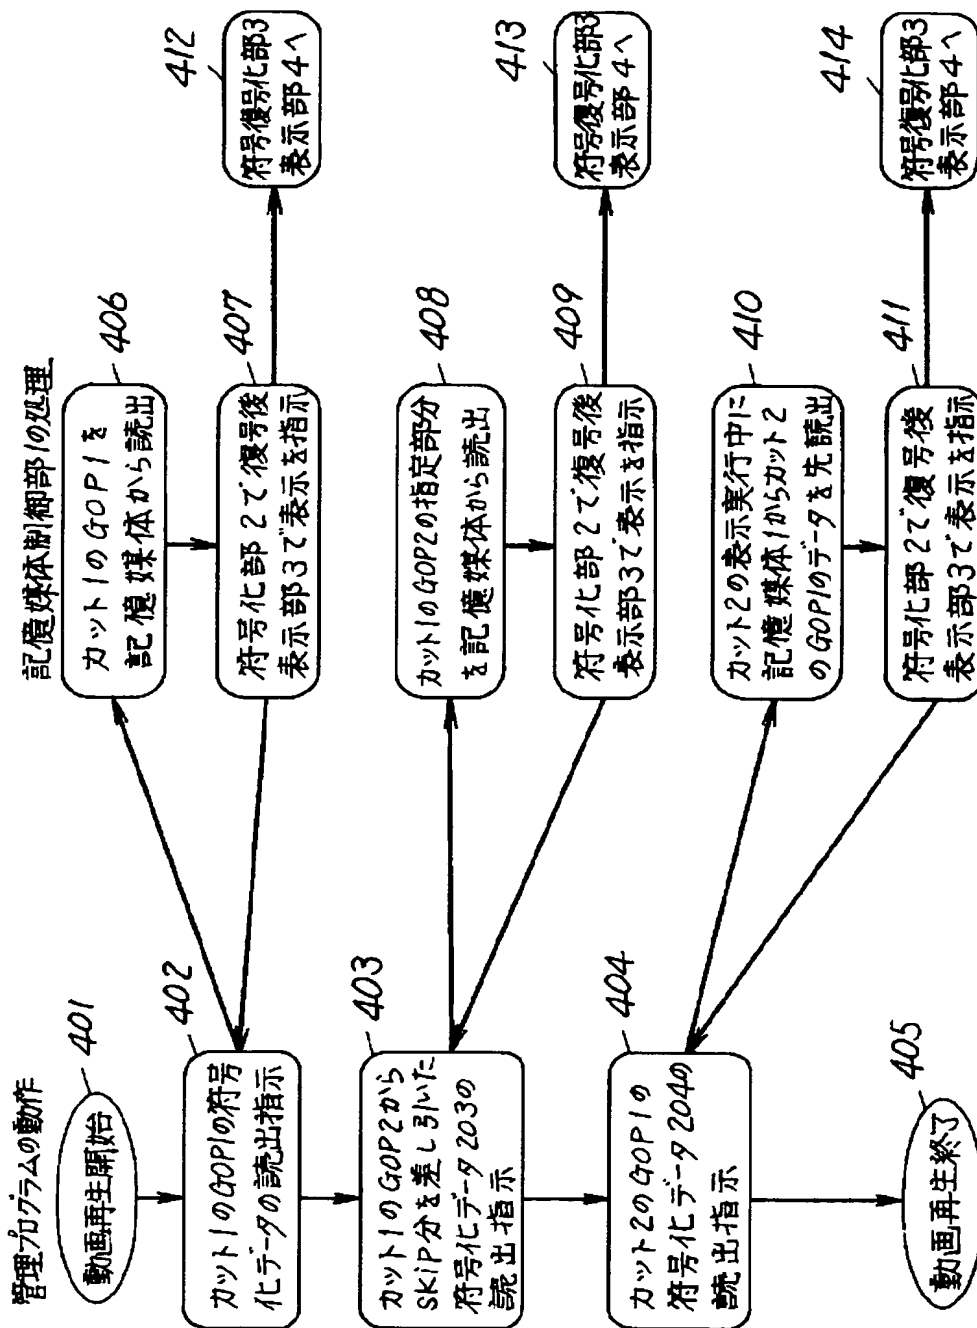 管理プログラムの動作
動画再生開始
401
カット1のGOP1の符号
化データの読出指示
402
カット1のGOP2から
SKiP分を差し引いた
符号化データ203の
読出指示
403
カット2のGOP1の
符号化データ204の
読出指示
404
動画再生終了
405
記憶媒体制御部1の処理
カット1のGOP1を
記憶媒体から読出
406
符号化部2で復号後
表示部3で表示を指示
407
カット1のGOP2の指定部分
を記憶媒体から読出
408
符号化部2で復号後
表示部3で表示を指示
409
カット2の表示実行中に
記憶媒体1からカット2
のGOP1のデータを先読出
410
符号化部2で復号後
表示部3で表示を指示
411
符号復号化部3
表示部4へ
412
符号復号化部3
表示部4へ
413
符号復号化部3
表示部4へ
414